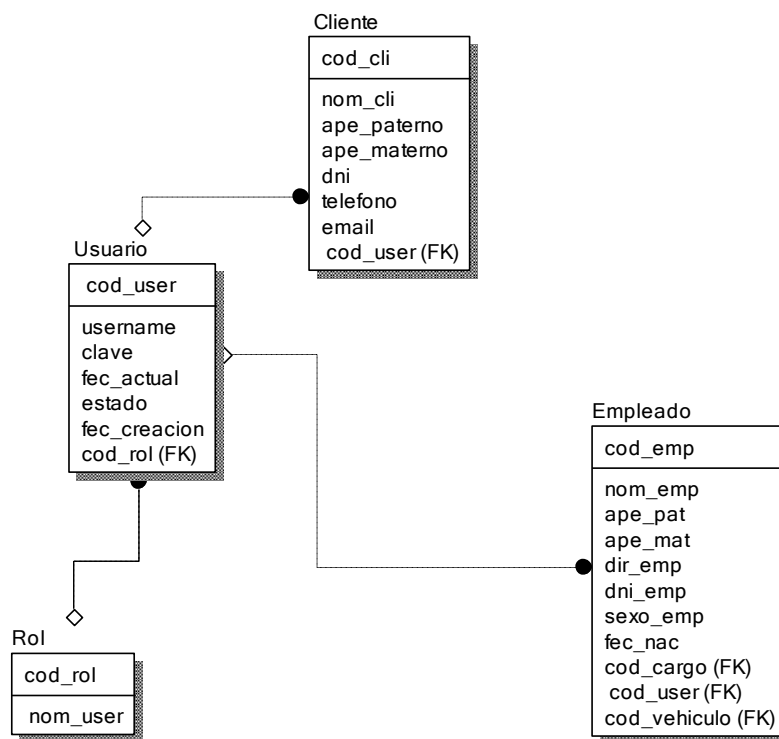 Cliente
cod_cli
nom_cli
ape_paterno
ape_materno
dni
telefono
email
cod_user (FK)
Usuario
cod_user
username
clave
fec_actual
estado
fec_creacion
cod_rol (FK)
Empleado
cod_emp
nom_emp
ape_pat
ape_mat
dir_emp
dni_emp
sexo_emp
fec_nac
cod_cargo (FK)
cod_user (FK)
cod_vehiculo (FK)
Rol
cod_rol
nom_user